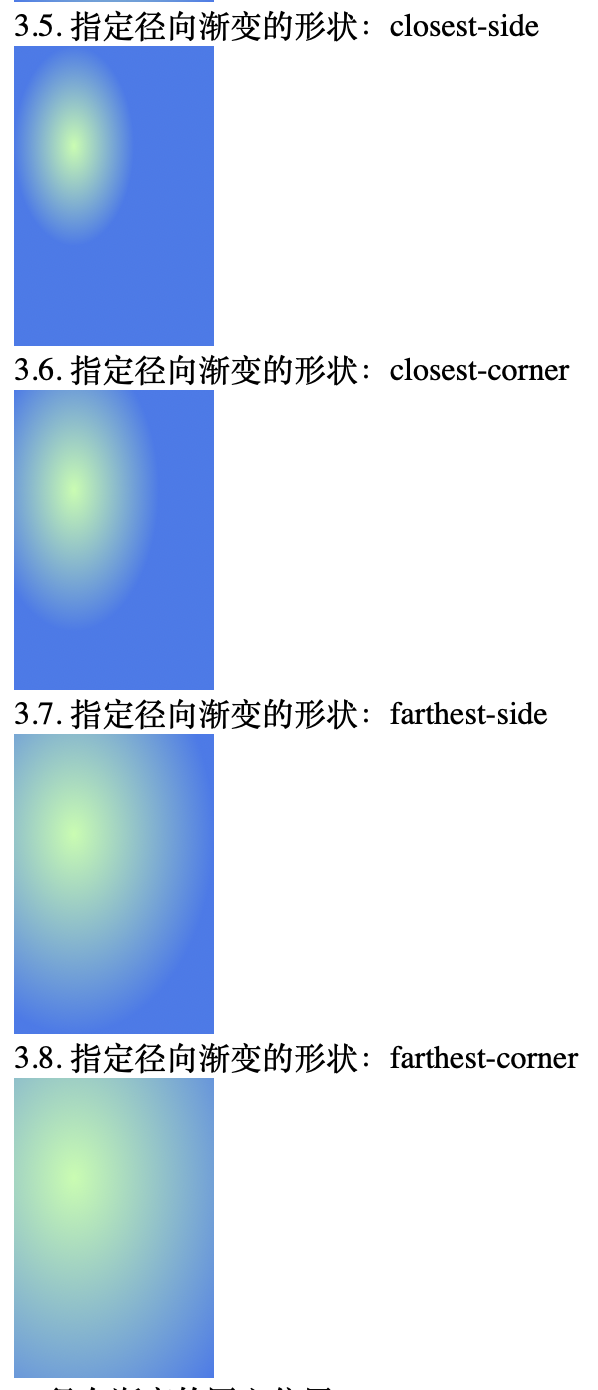 3.5. 指定径向渐变的形状：closest-side
3.6. 指定径向渐变的形状：closest-corner
3.7. 指定径向渐变的形状：farthest-side
3.8. 指定径向渐变的形状：farthest-corner